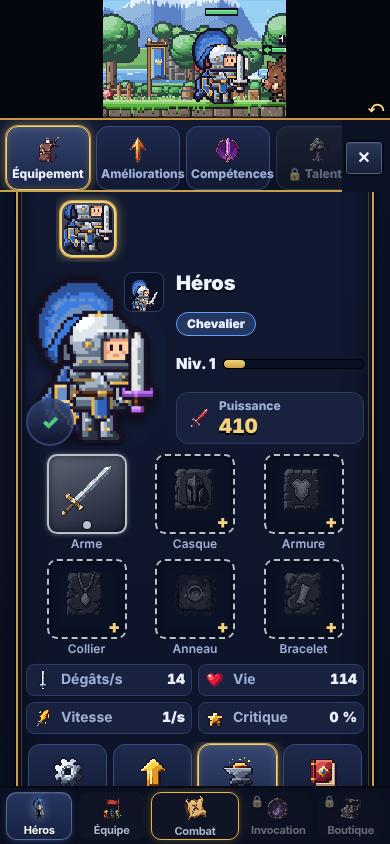 Équipement
Améliorations
Compétences
Talent
Héros
Chevalier
Niv. 1
Puissance
410
Arme
Casque
Armure
Collier
Anneau
Bracelet
Dégâts/s 14
Vie 114
Vitesse 1/s
Critique 0 %
Héros
Équipe
Combat
Invocation
Boutique